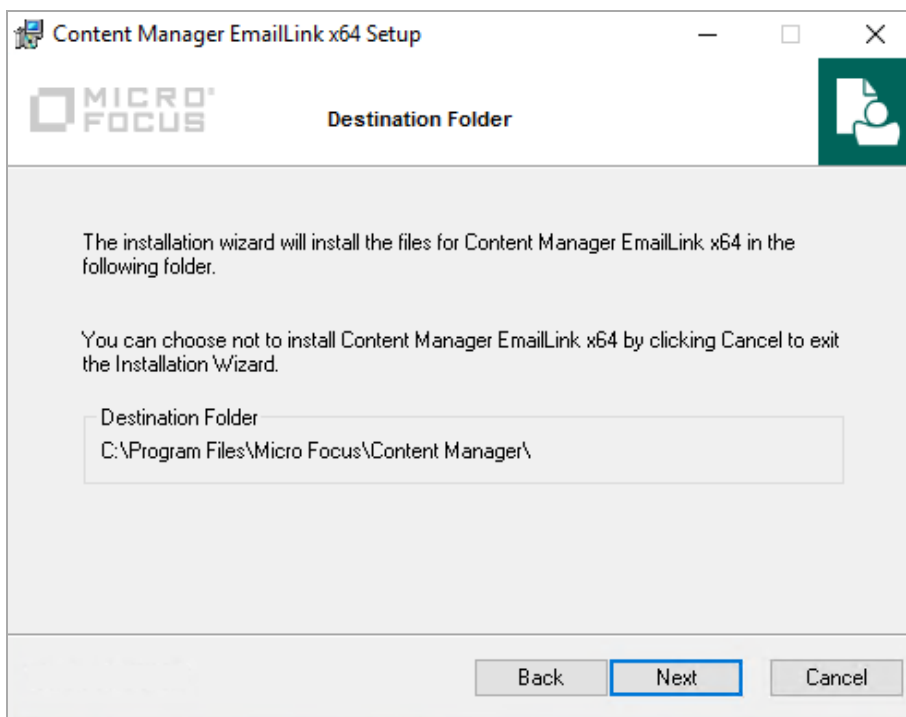 Content Manager EmailLink x64 Setup
MICRO
FOCUS
Destination Folder
The installation wizard will install the files for Content Manager EmailLink x64 in the
following folder.
You can choose not to install Content Manager EmailLink x64 by clicking Cancel to exit
the Installation Wizard.
Destination Folder
C:\Program Files\Micro Focus\Content Manager\
Back Next Cancel